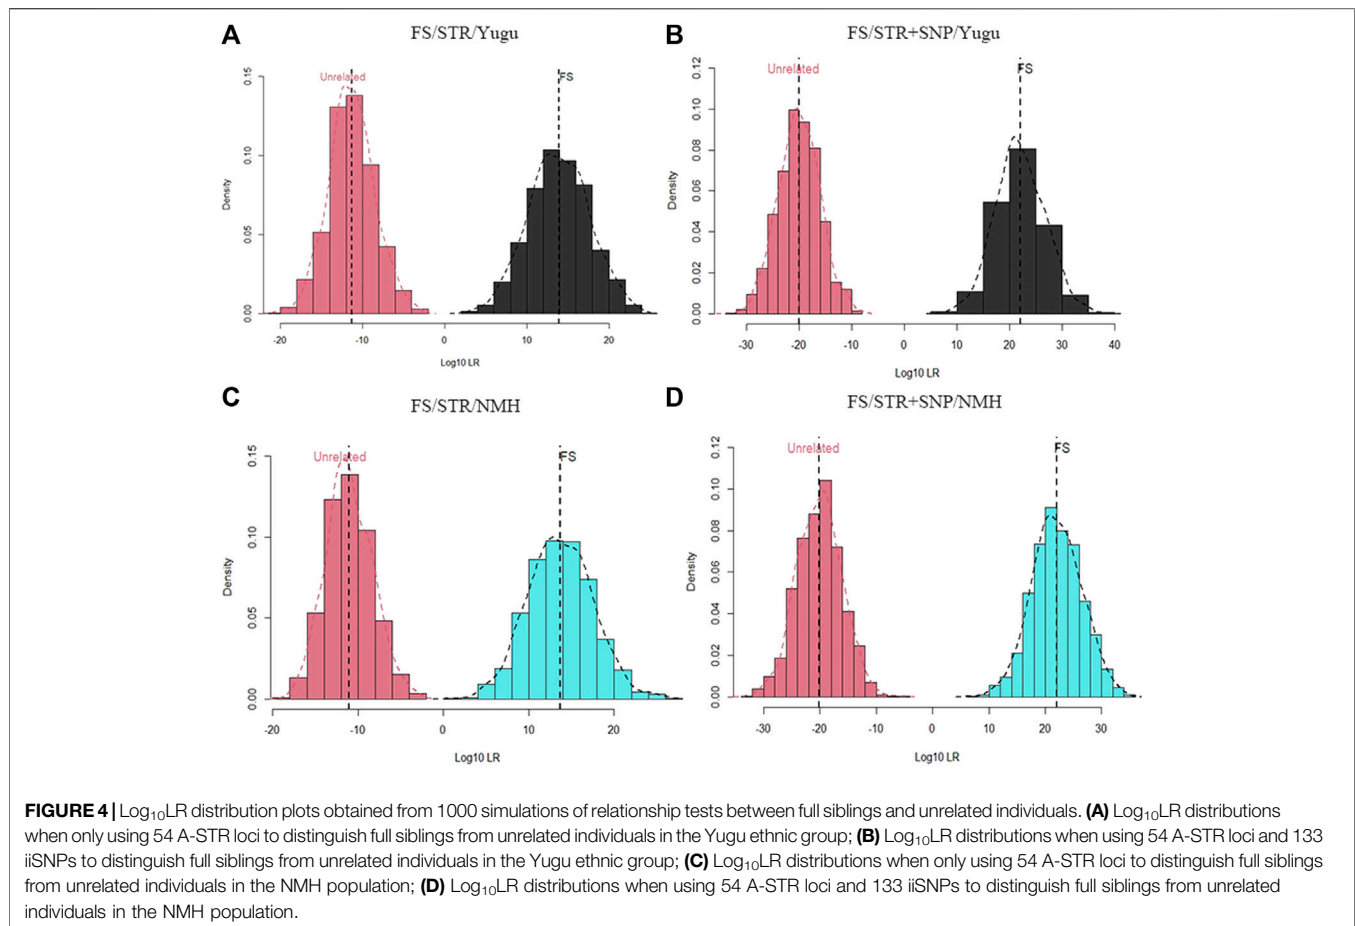 A
FS/STR/Yugu
Unrelated
FS
0.15
0.10
0.05
0.00
Density
-20
-10
0
10
20
Log10 LR
B
FS/STR+SNP/Yugu
Unrelated
FS
0.12
0.10
0.08
0.06
0.04
0.02
0.00
Density
-30
-20
-10
0
10
20
30
40
Log10 LR
C
FS/STR/NMH
Unrelated
FS
0.15
0.10
0.05
0.00
Density
-20
-10
0
10
20
Log10 LR
D
FS/STR+SNP/NMH
Unrelated
FS
0.12
0.10
0.08
0.06
0.04
0.02
0.00
Density
-30
-20
-10
0
10
20
30
Log10 LR
FIGURE 4 | Log₁₀LR distribution plots obtained from 1000 simulations of relationship tests between full siblings and unrelated individuals. (A) Log₁₀LR distributions
when only using 54 A-STR loci to distinguish full siblings from unrelated individuals in the Yugu ethnic group; (B) Log₁₀LR distributions when using 54 A-STR loci and 133
iiSNPs to distinguish full siblings from unrelated individuals in the Yugu ethnic group; (C) Log₁₀LR distributions when only using 54 A-STR loci to distinguish full siblings
from unrelated individuals in the NMH population; (D) Log₁₀LR distributions when using 54 A-STR loci and 133 iiSNPs to distinguish full siblings from unrelated
individuals in the NMH population.